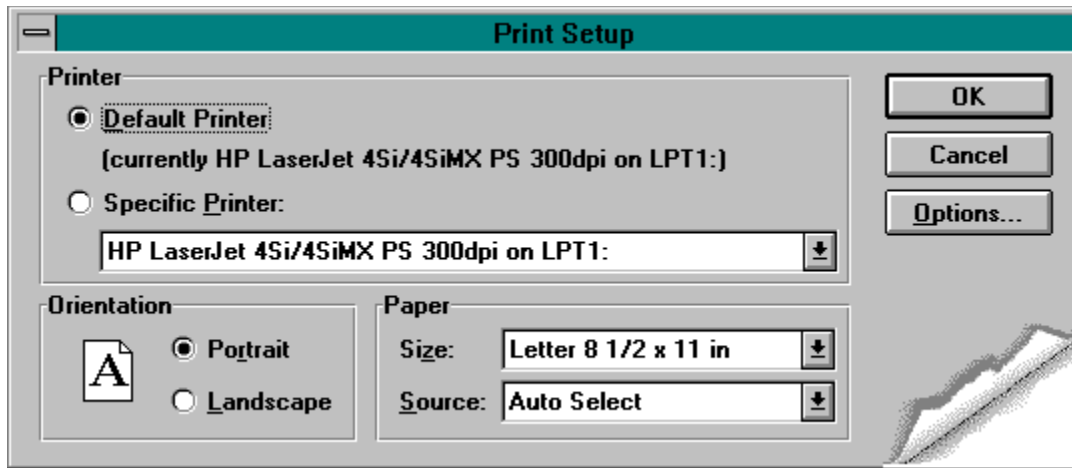 Print Setup
Printer
Default Printer
(currently HP LaserJet 4Si/4SiMX PS 300dpi on LPT1:)
Specific Printer:
HP LaserJet 4Si/4SiMX PS 300dpi on LPT1:
OK
Cancel
Options...
Orientation
A
Portrait
Landscape
Paper
Size: Letter 8 1/2 x 11 in
Source: Auto Select